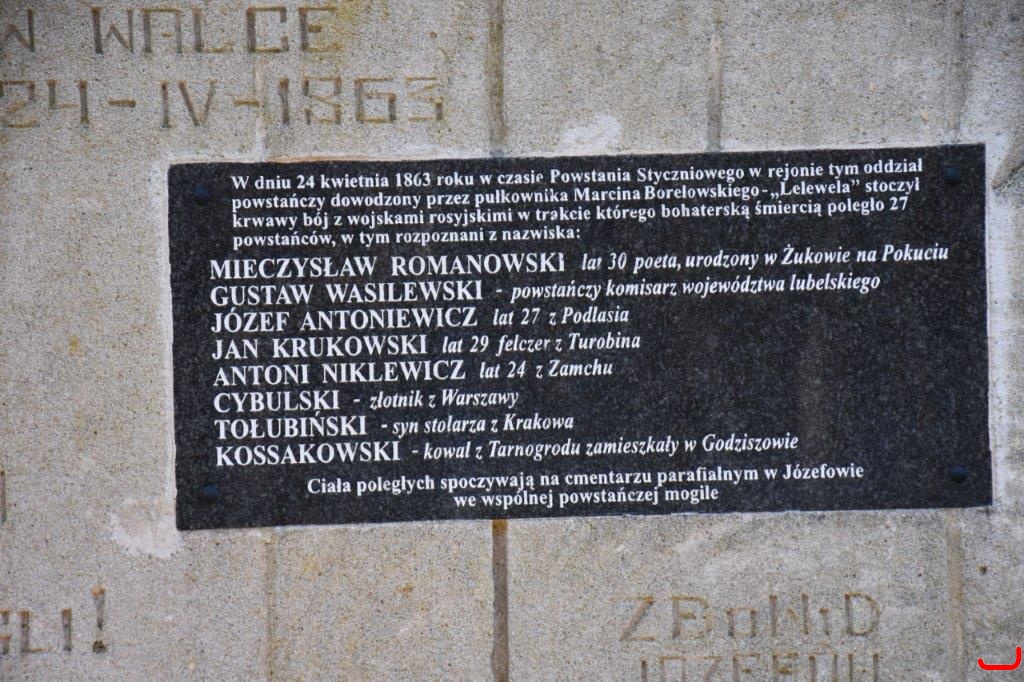 W WALCE
24-IV-1863
W dniu 24 kwietnia 1863 roku w czasie Powstania Styczniowego w rejonie tym oddział
powstańczy dowodzony przez pułkownika Marcina Borelowskiego-„Lelewela” stoczył
krwawy bój z wojskami rosyjskimi w trakcie którego bohaterską śmiercią poległo 27
powstańców, w tym rozpoznani z nazwiska:
MIECZYSŁAW ROMANOWSKI lat 30 poeta, urodzony w Żukowie na Pokuciu
GUSTAW WASILEWSKI - powstańczy komisarz województwa lubelskiego
JÓZEF ANTONIEWICZ lat 27 z Podlasia
JAN KRUKOWSKI lat 29 felczer z Turobina
ANTONI NIKLEWICZ lat 24 z Zamchu
CYBULSKI - złotnik z Warszawy
TOŁUBIŃSKI - syn stolarza z Krakowa
KOSSAKOWSKI - kowal z Tarnogrodu zamieszkały w Godziszowie
Ciała poległych spoczywają na cmentarzu parafialnym w Józefowie
we wspólnej powstańczej mogile
GLI!
ZBoWiD
JÓZEFÓW